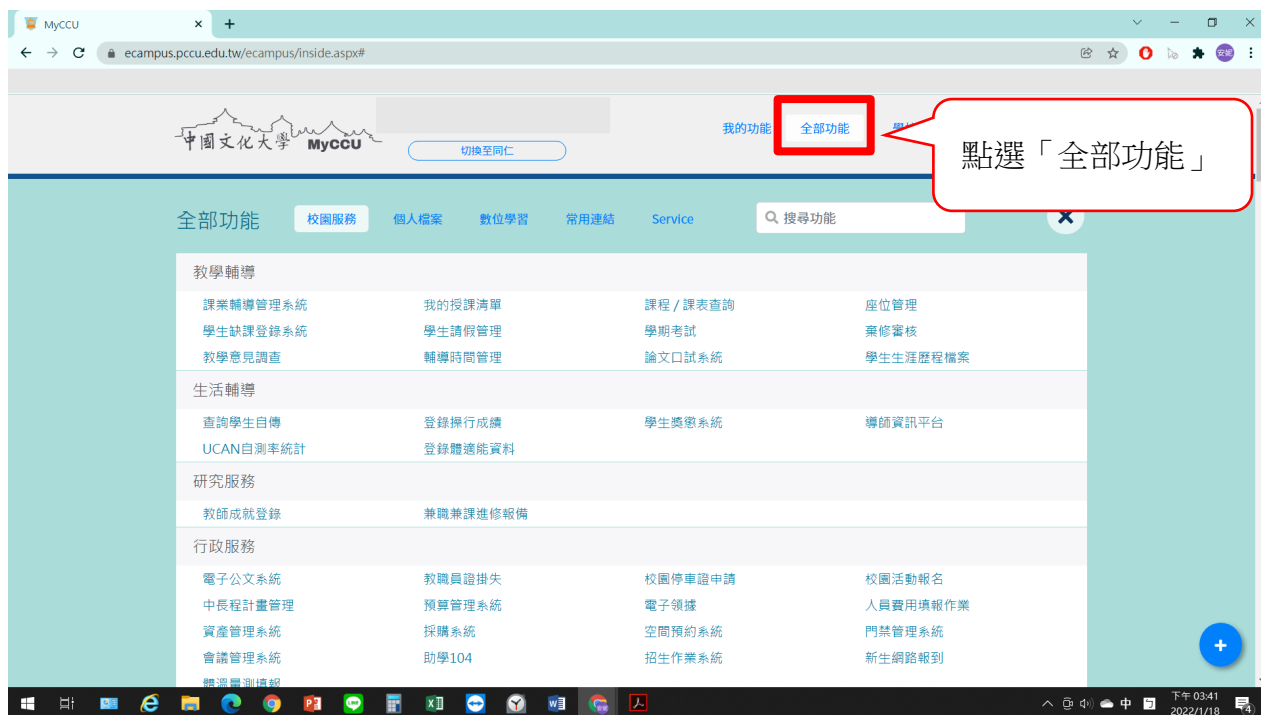 MyCCU
ecampus.pccu.edu.tw/ecampus/inside.aspx#
安妮
中國文化大學 MyCCU
切換至同仁
我的功能 全部功能
點選「全部功能」
全部功能 校園服務 個人檔案 數位學習 常用連結 Service 搜尋功能
教學輔導
課業輔導管理系統 我的授課清單 課程 / 課表查詢 座位管理
學生缺課登錄系統 學生請假管理 學期考試 棄修審核
教學意見調查 輔導時間管理 論文口試系統 學生生涯歷程檔案
生活輔導
查詢學生自傳 登錄操行成績 學生獎懲系統 導師資訊平台
UCAN自測率統計 登錄體適能資料
研究服務
教師成就登錄 兼職兼課進修報備
行政服務
電子公文系統 教職員證掛失 校園停車證申請 校園活動報名
中長程計畫管理 預算管理系統 電子領據 人員費用填報作業
資產管理系統 採購系統 空間預約系統 門禁管理系統
會議管理系統 助學104 招生作業系統 新生網路報到
體溫量測填報
中 下午 03:41
2022/1/18 4